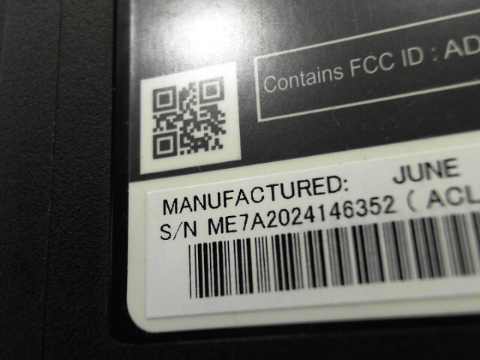 Contains FCC ID : AD
MANUFACTURED: JUNE
S/N ME7A2024146352 ( ACL